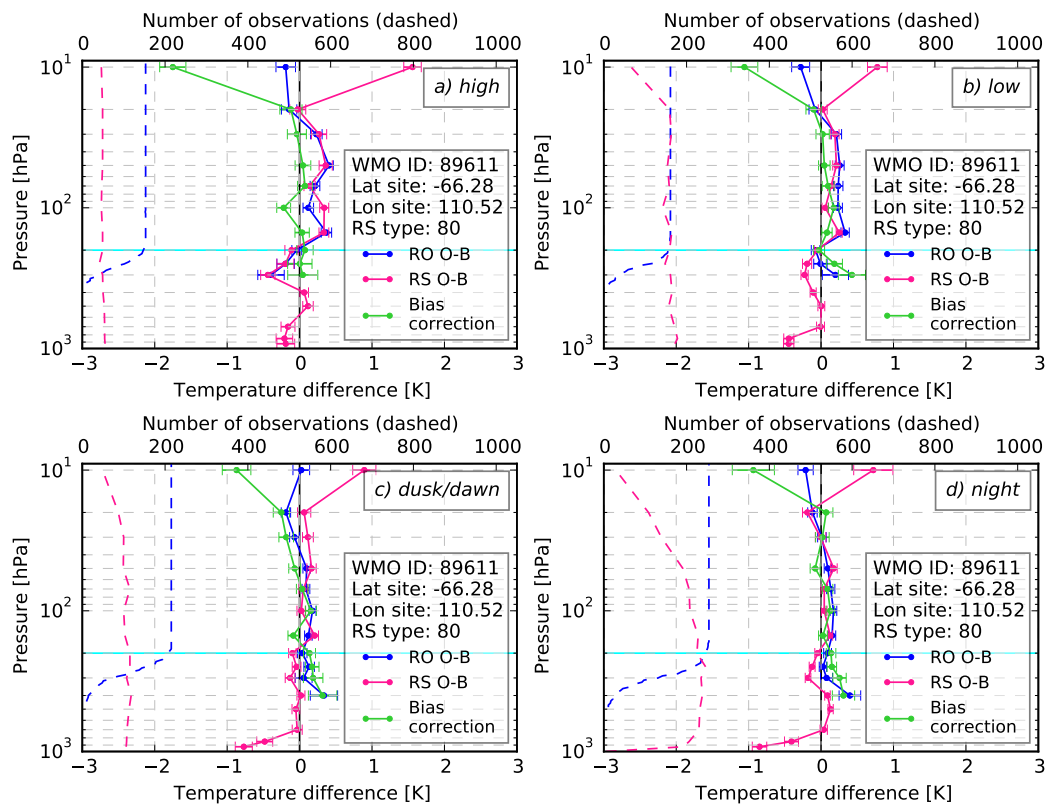 Number of observations (dashed)
0 200 400 600 800 1000
10¹
10²
10³
Pressure [hPa]
a) high
WMO ID: 89611
Lat site: -66.28
Lon site: 110.52
RS type: 80
RO O-B
RS O-B
Bias
correction
−3 −2 −1 0 1 2 3
Temperature difference [K]
Number of observations (dashed)
0 200 400 600 800 1000
10¹
10²
10³
Pressure [hPa]
b) low
WMO ID: 89611
Lat site: -66.28
Lon site: 110.52
RS type: 80
RO O-B
RS O-B
Bias
correction
−3 −2 −1 0 1 2 3
Temperature difference [K]
Number of observations (dashed)
0 200 400 600 800 1000
10¹
10²
10³
Pressure [hPa]
c) dusk/dawn
WMO ID: 89611
Lat site: -66.28
Lon site: 110.52
RS type: 80
RO O-B
RS O-B
Bias
correction
−3 −2 −1 0 1 2 3
Temperature difference [K]
Number of observations (dashed)
0 200 400 600 800 1000
10¹
10²
10³
Pressure [hPa]
d) night
WMO ID: 89611
Lat site: -66.28
Lon site: 110.52
RS type: 80
RO O-B
RS O-B
Bias
correction
−3 −2 −1 0 1 2 3
Temperature difference [K]